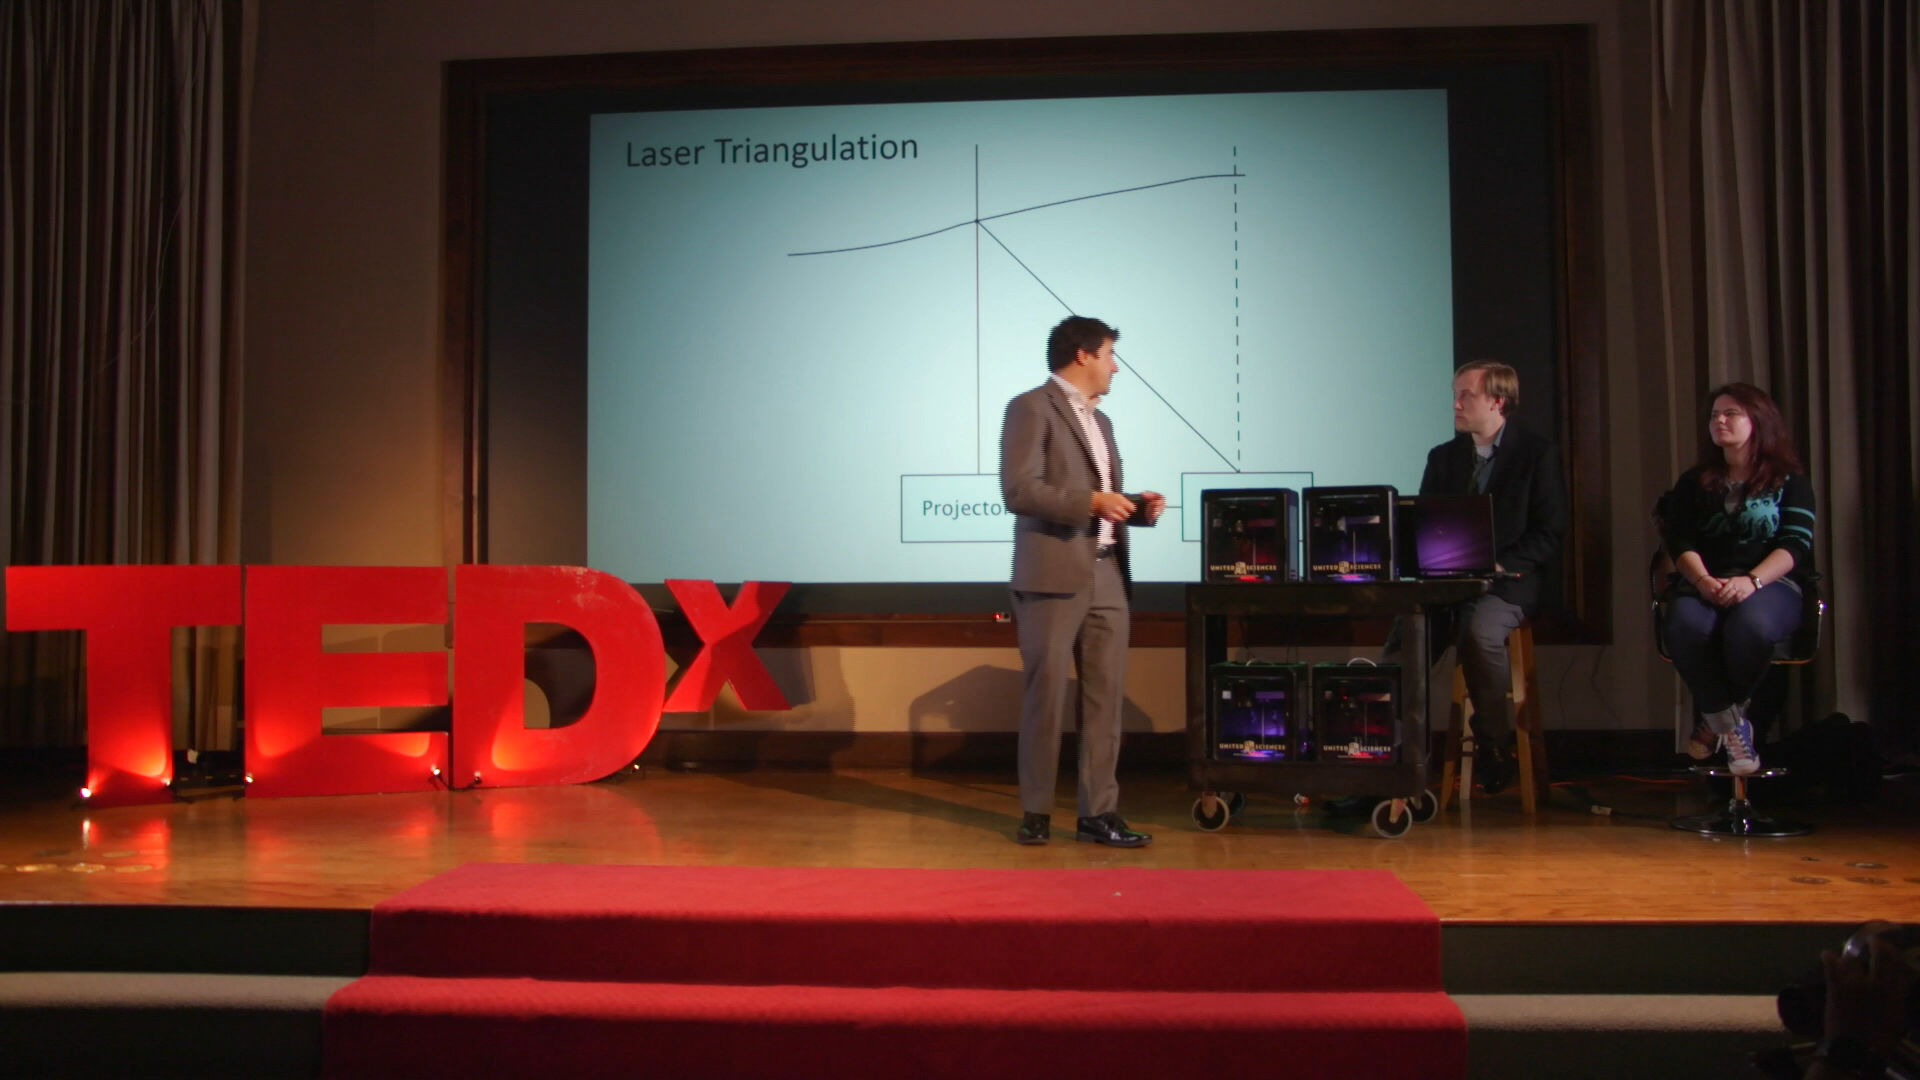 Laser Triangulation
Projector
UNITED SCIENCES
UNITED SCIENCES
UNITED SCIENCES
UNITED SCIENCES
TEDx